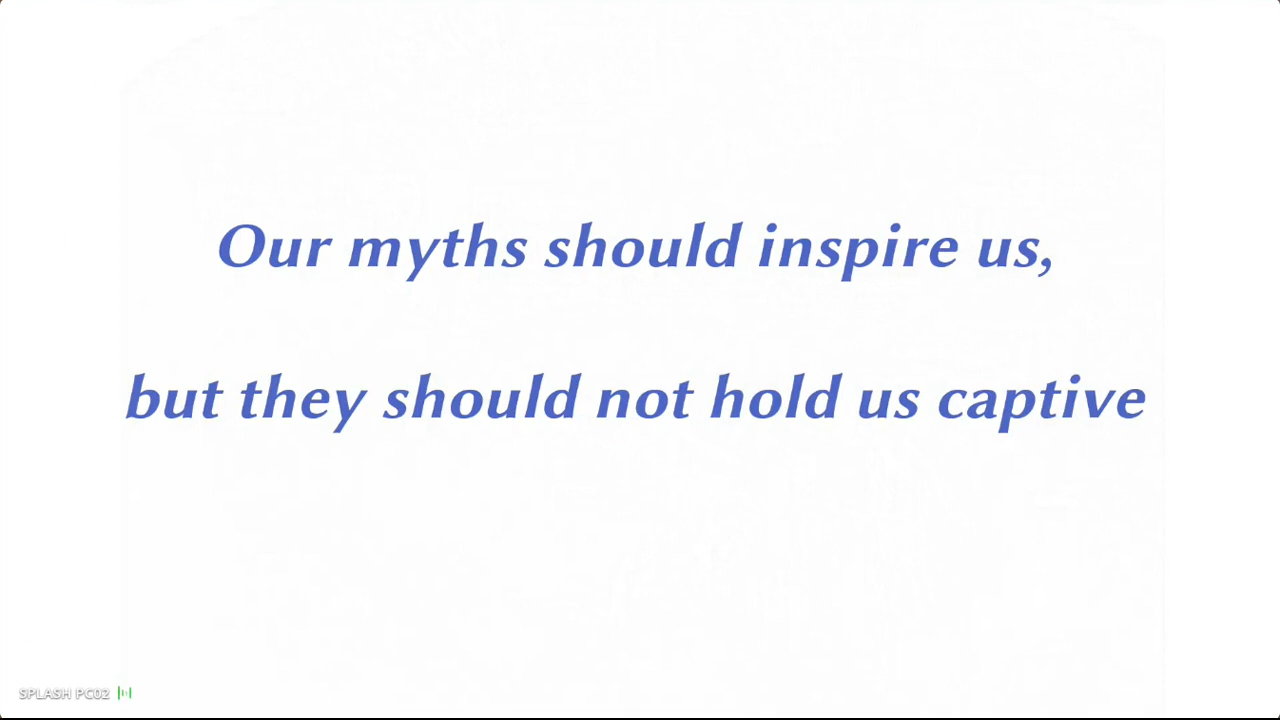 Our myths should inspire us,
but they should not hold us captive
SPLASH PC02